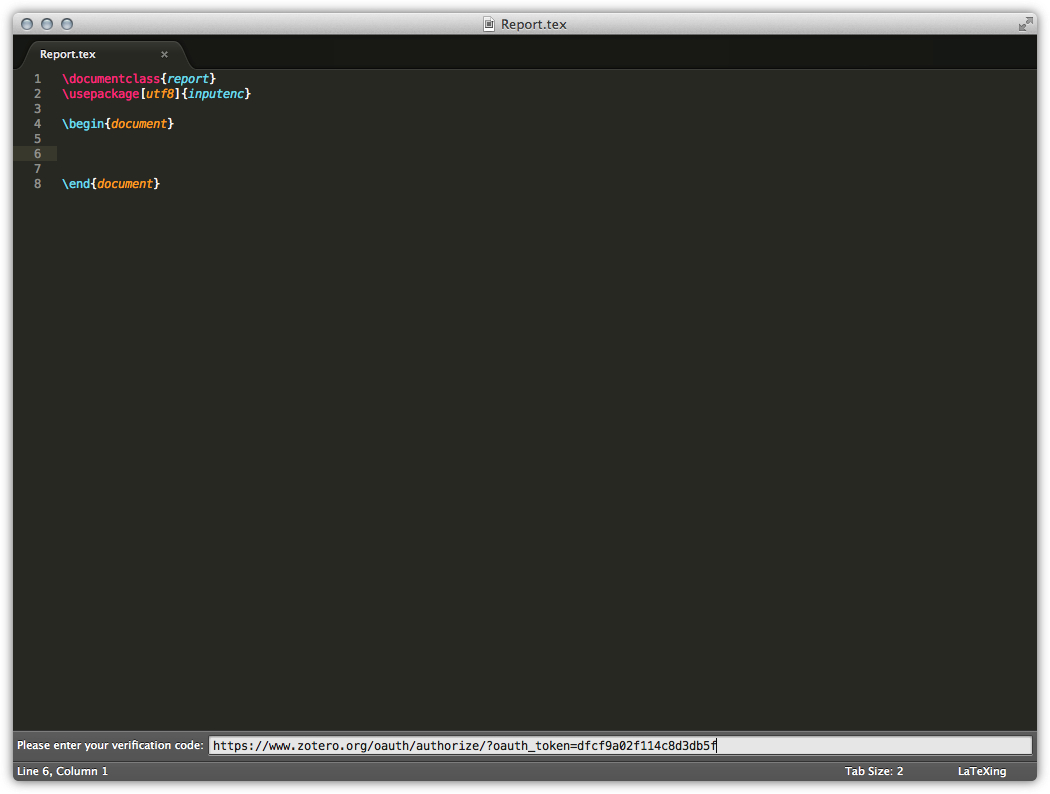 Report.tex
Report.tex ×
1 \documentclass{report}
2 \usepackage[utf8]{inputenc}
3
4 \begin{document}
5
6
7
8 \end{document}
Please enter your verification code: https://www.zotero.org/oauth/authorize/?oauth_token=dfcf9a02f114c8d3db5f
Line 6, Column 1 Tab Size: 2 LaTeXing